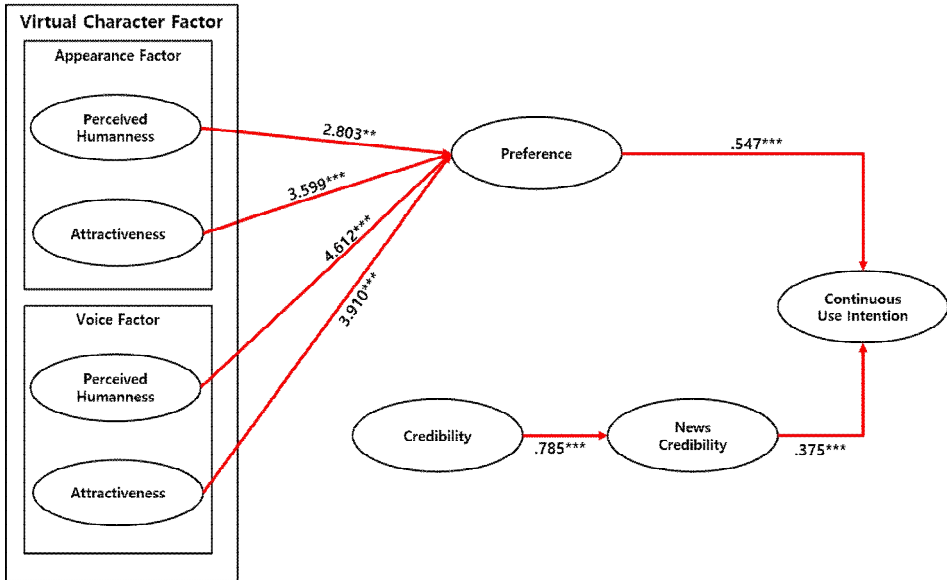 Virtual Character Factor
Appearance Factor
Perceived
Humanness
2.803**
Preference
.547***
3.599***
Attractiveness
4.612***
3.910***
Continuous
Use Intention
Voice Factor
Perceived
Humanness
Credibility
.785***
News
Credibility
.375***
Attractiveness